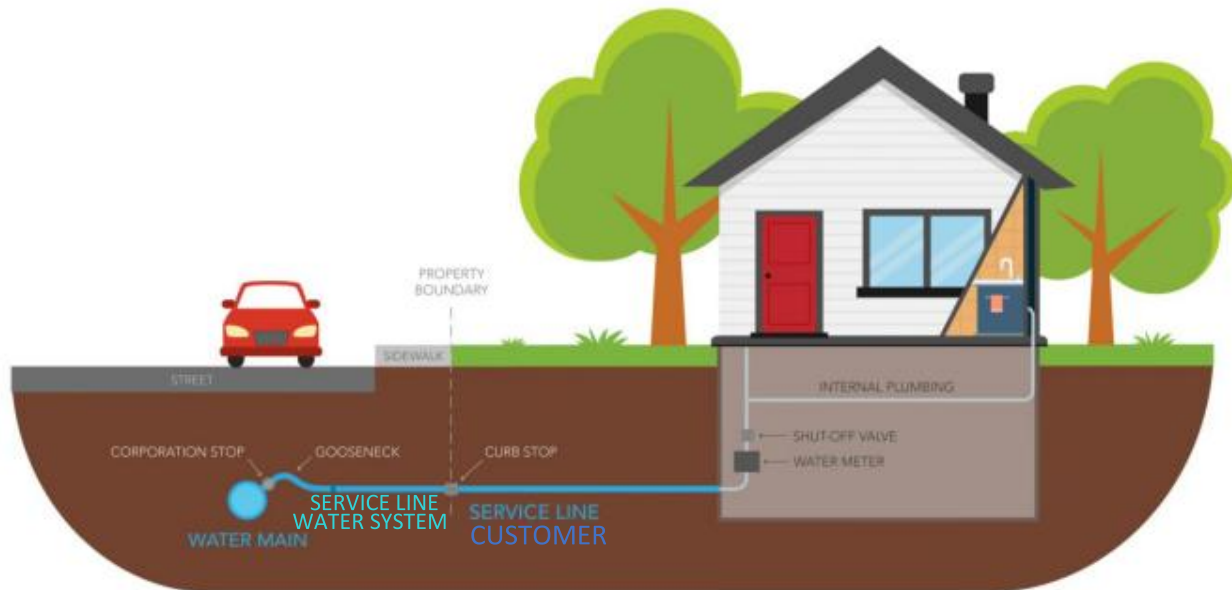 PROPERTY
BOUNDARY
SIDEWALK
STREET
INTERNAL PLUMBING
SHUT-OFF VALVE
WATER METER
CORPORATION STOP
GOOSENECK
CURB STOP
SERVICE LINE
WATER SYSTEM
SERVICE LINE
CUSTOMER
WATER MAIN